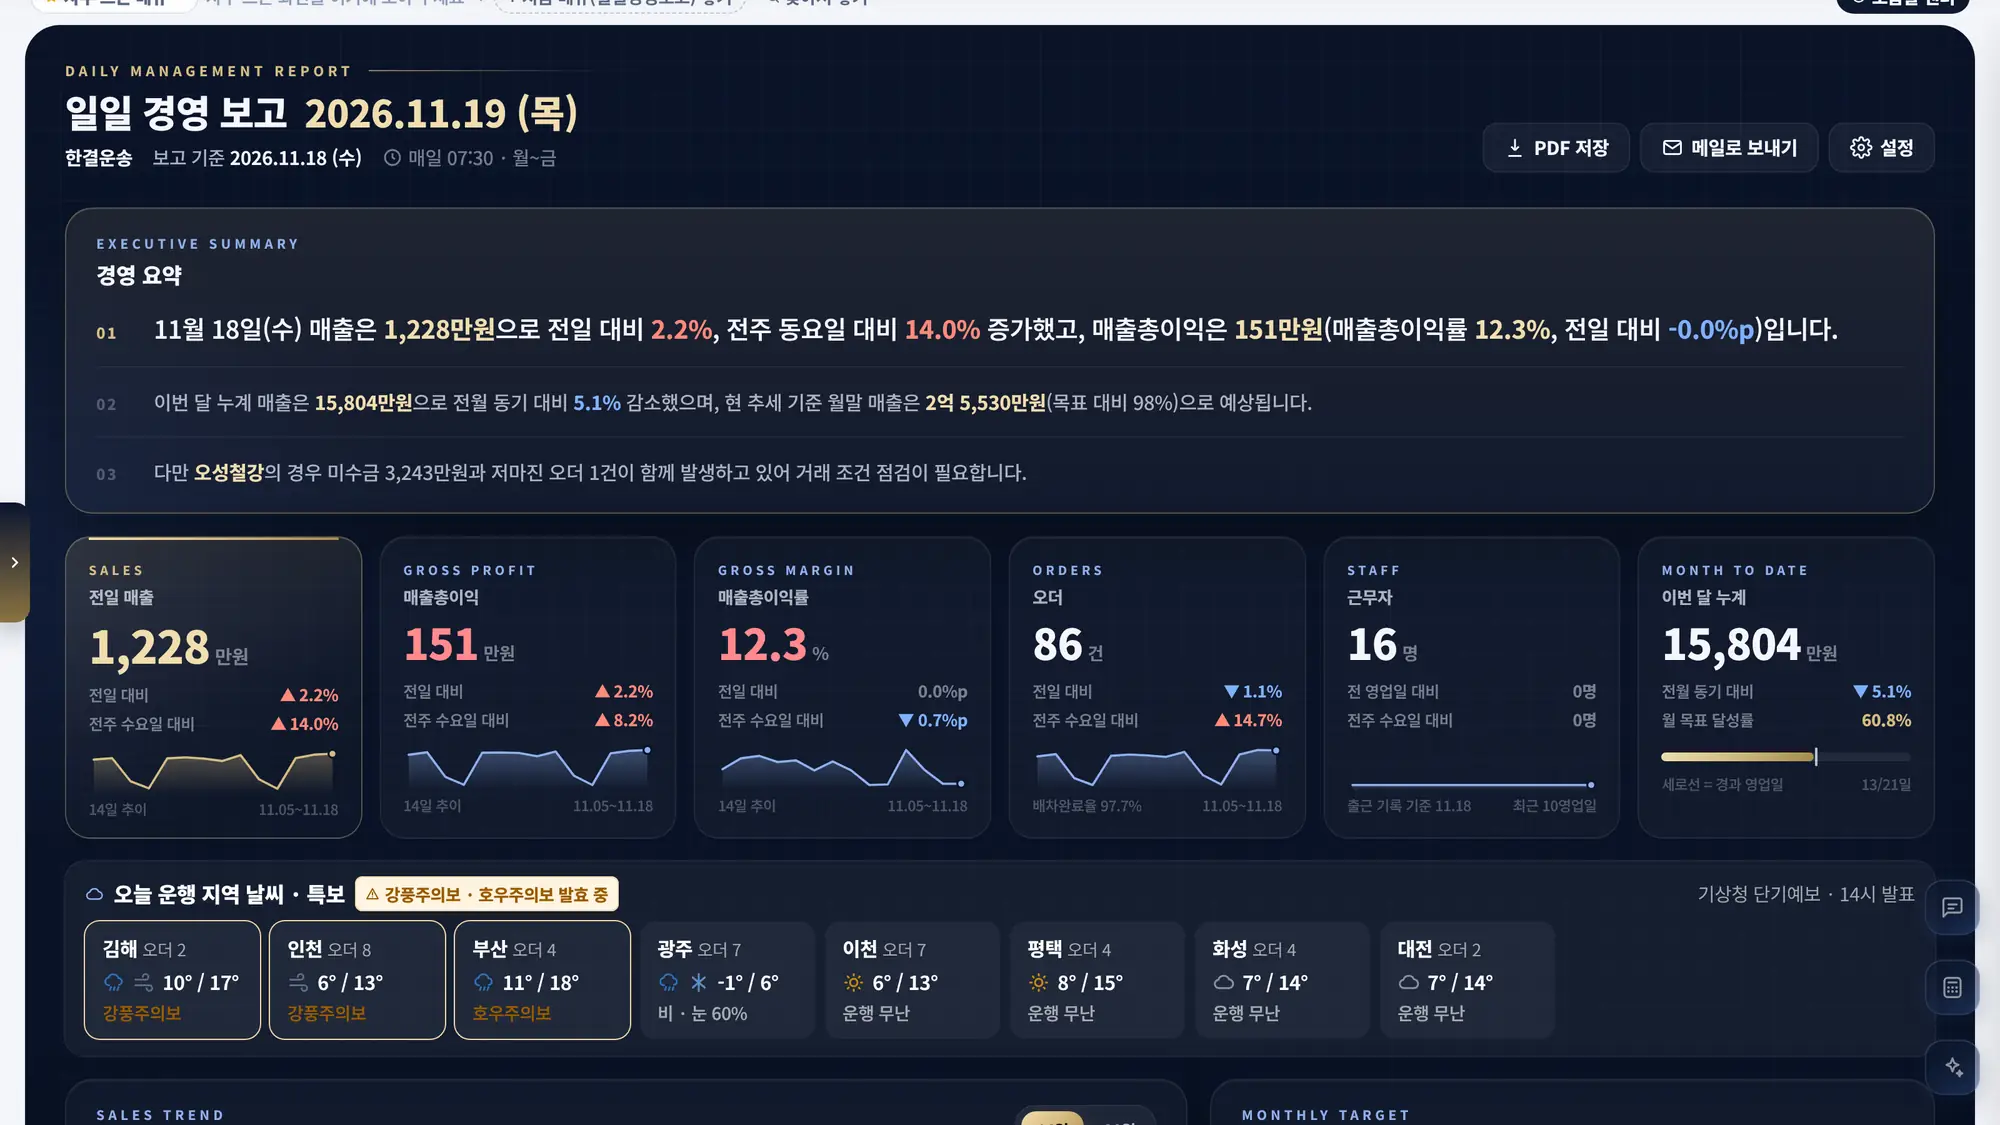 DAILY MANAGEMENT REPORT
일일 경영 보고 2026.11.19 (목)
한결운송 보고 기준 2026.11.18 (수) 매일 07:30 · 월~금
PDF 저장
메일로 보내기
설정
EXECUTIVE SUMMARY
경영 요약
01 11월 18일(수) 매출은 1,228만원으로 전일 대비 2.2%, 전주 동요일 대비 14.0% 증가했고, 매출총이익은 151만원(매출총이익률 12.3%, 전일 대비 -0.0%p)입니다.
02 이번 달 누계 매출은 15,804만원으로 전월 동기 대비 5.1% 감소했으며, 현 추세 기준 월말 매출은 2억 5,530만원(목표 대비 98%)으로 예상됩니다.
03 다만 오성철강의 경우 미수금 3,243만원과 저마진 오더 1건이 함께 발생하고 있어 거래 조건 점검이 필요합니다.
SALES
전일 매출
1,228 만원
전일 대비 ▲2.2%
전주 수요일 대비 ▲14.0%
14일 추이 11.05~11.18
GROSS PROFIT
매출총이익
151 만원
전일 대비 ▲2.2%
전주 수요일 대비 ▲8.2%
14일 추이 11.05~11.18
GROSS MARGIN
매출총이익률
12.3 %
전일 대비 0.0%p
전주 수요일 대비 ▼0.7%p
14일 추이 11.05~11.18
ORDERS
오더
86 건
전일 대비 ▼1.1%
전주 수요일 대비 ▲14.7%
배차완료율 97.7% 11.05~11.18
STAFF
근무자
16 명
전 영업일 대비 0명
전주 수요일 대비 0명
출근 기록 기준 11.18 최근 10영업일
MONTH TO DATE
이번 달 누계
15,804 만원
전월 동기 대비 ▼5.1%
월 목표 달성률 60.8%
세로선 = 경과 영업일 13/21일
오늘 운행 지역 날씨 · 특보 ⚠ 강풍주의보 · 호우주의보 발효 중
기상청 단기예보 · 14시 발표
김해 오더 2
10° / 17°
강풍주의보
인천 오더 8
6° / 13°
강풍주의보
부산 오더 4
11° / 18°
호우주의보
광주 오더 7
-1° / 6°
비 · 눈 60%
이천 오더 7
6° / 13°
운행 무난
평택 오더 4
8° / 15°
운행 무난
화성 오더 4
7° / 14°
운행 무난
대전 오더 2
7° / 14°
운행 무난
SALES TREND
MONTHLY TARGET